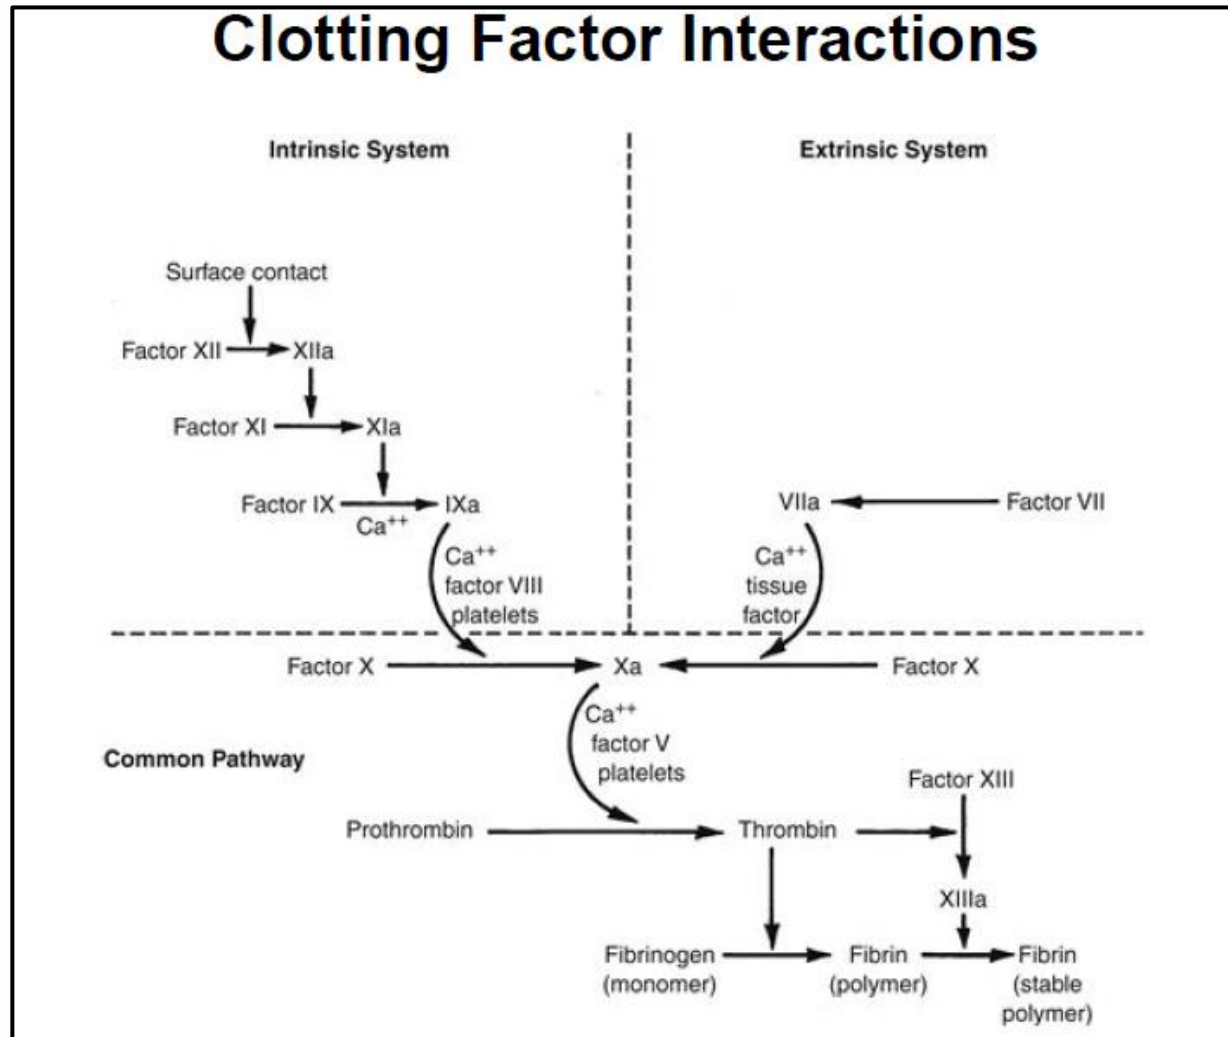 Clotting Factor Interactions
Intrinsic System
Extrinsic System
Surface contact
Factor XII
XIIa
Factor XI
XIa
Factor IX
Ca++
IXa
VIIa
Factor VII
Ca++
factor VIII
platelets
Ca++
tissue
factor
Factor X
Xa
Factor X
Ca++
factor V
platelets
Common Pathway
Factor XIII
Prothrombin
Thrombin
XIIIa
Fibrinogen
(monomer)
Fibrin
(polymer)
Fibrin
(stable
polymer)